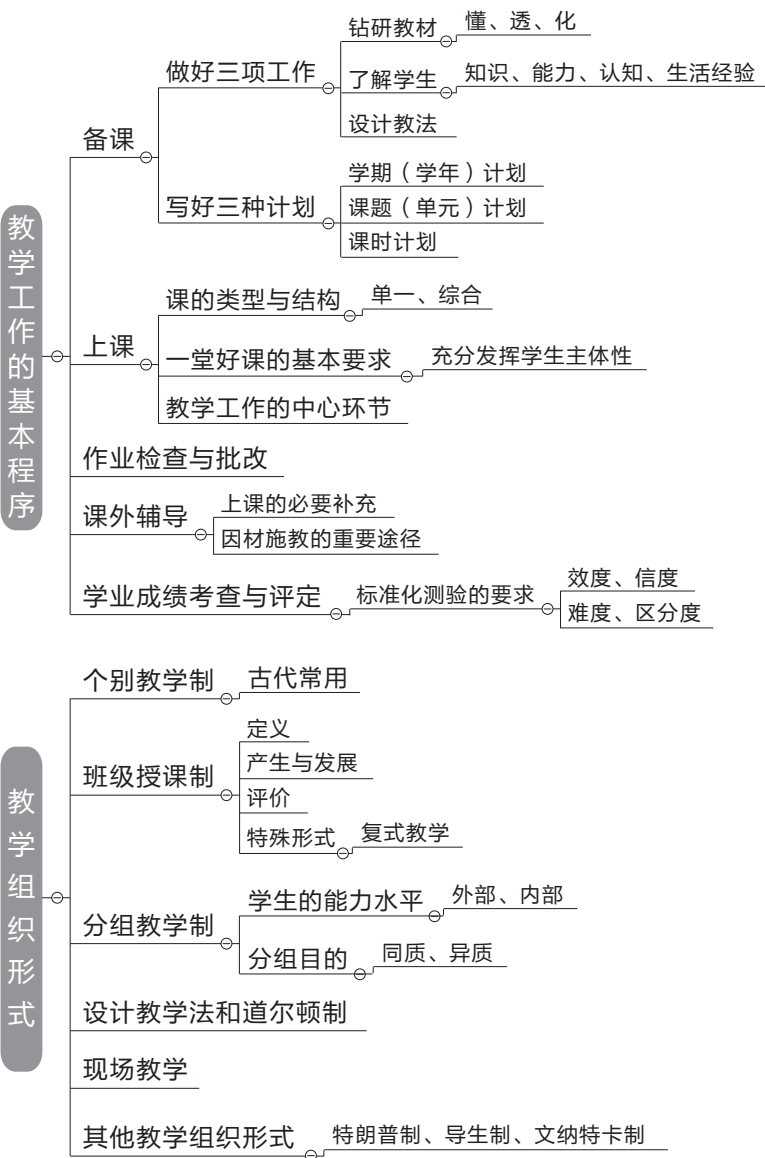 教学工作的基本程序
备课
做好三项工作
钻研教材
懂、透、化
了解学生
知识、能力、认知、生活经验
设计教法
写好三种计划
学期（学年）计划
课题（单元）计划
课时计划
上课
课的类型与结构
单一、综合
一堂好课的基本要求
充分发挥学生主体性
教学工作的中心环节
作业检查与批改
课外辅导
上课的必要补充
因材施教的重要途径
学业成绩考查与评定
标准化测验的要求
效度、信度
难度、区分度
教学组织形式
个别教学制
古代常用
班级授课制
定义
产生与发展
评价
特殊形式
复式教学
分组教学制
学生的能力水平
外部、内部
分组目的
同质、异质
设计教学法和道尔顿制
现场教学
其他教学组织形式
特朗普制、导生制、文纳特卡制